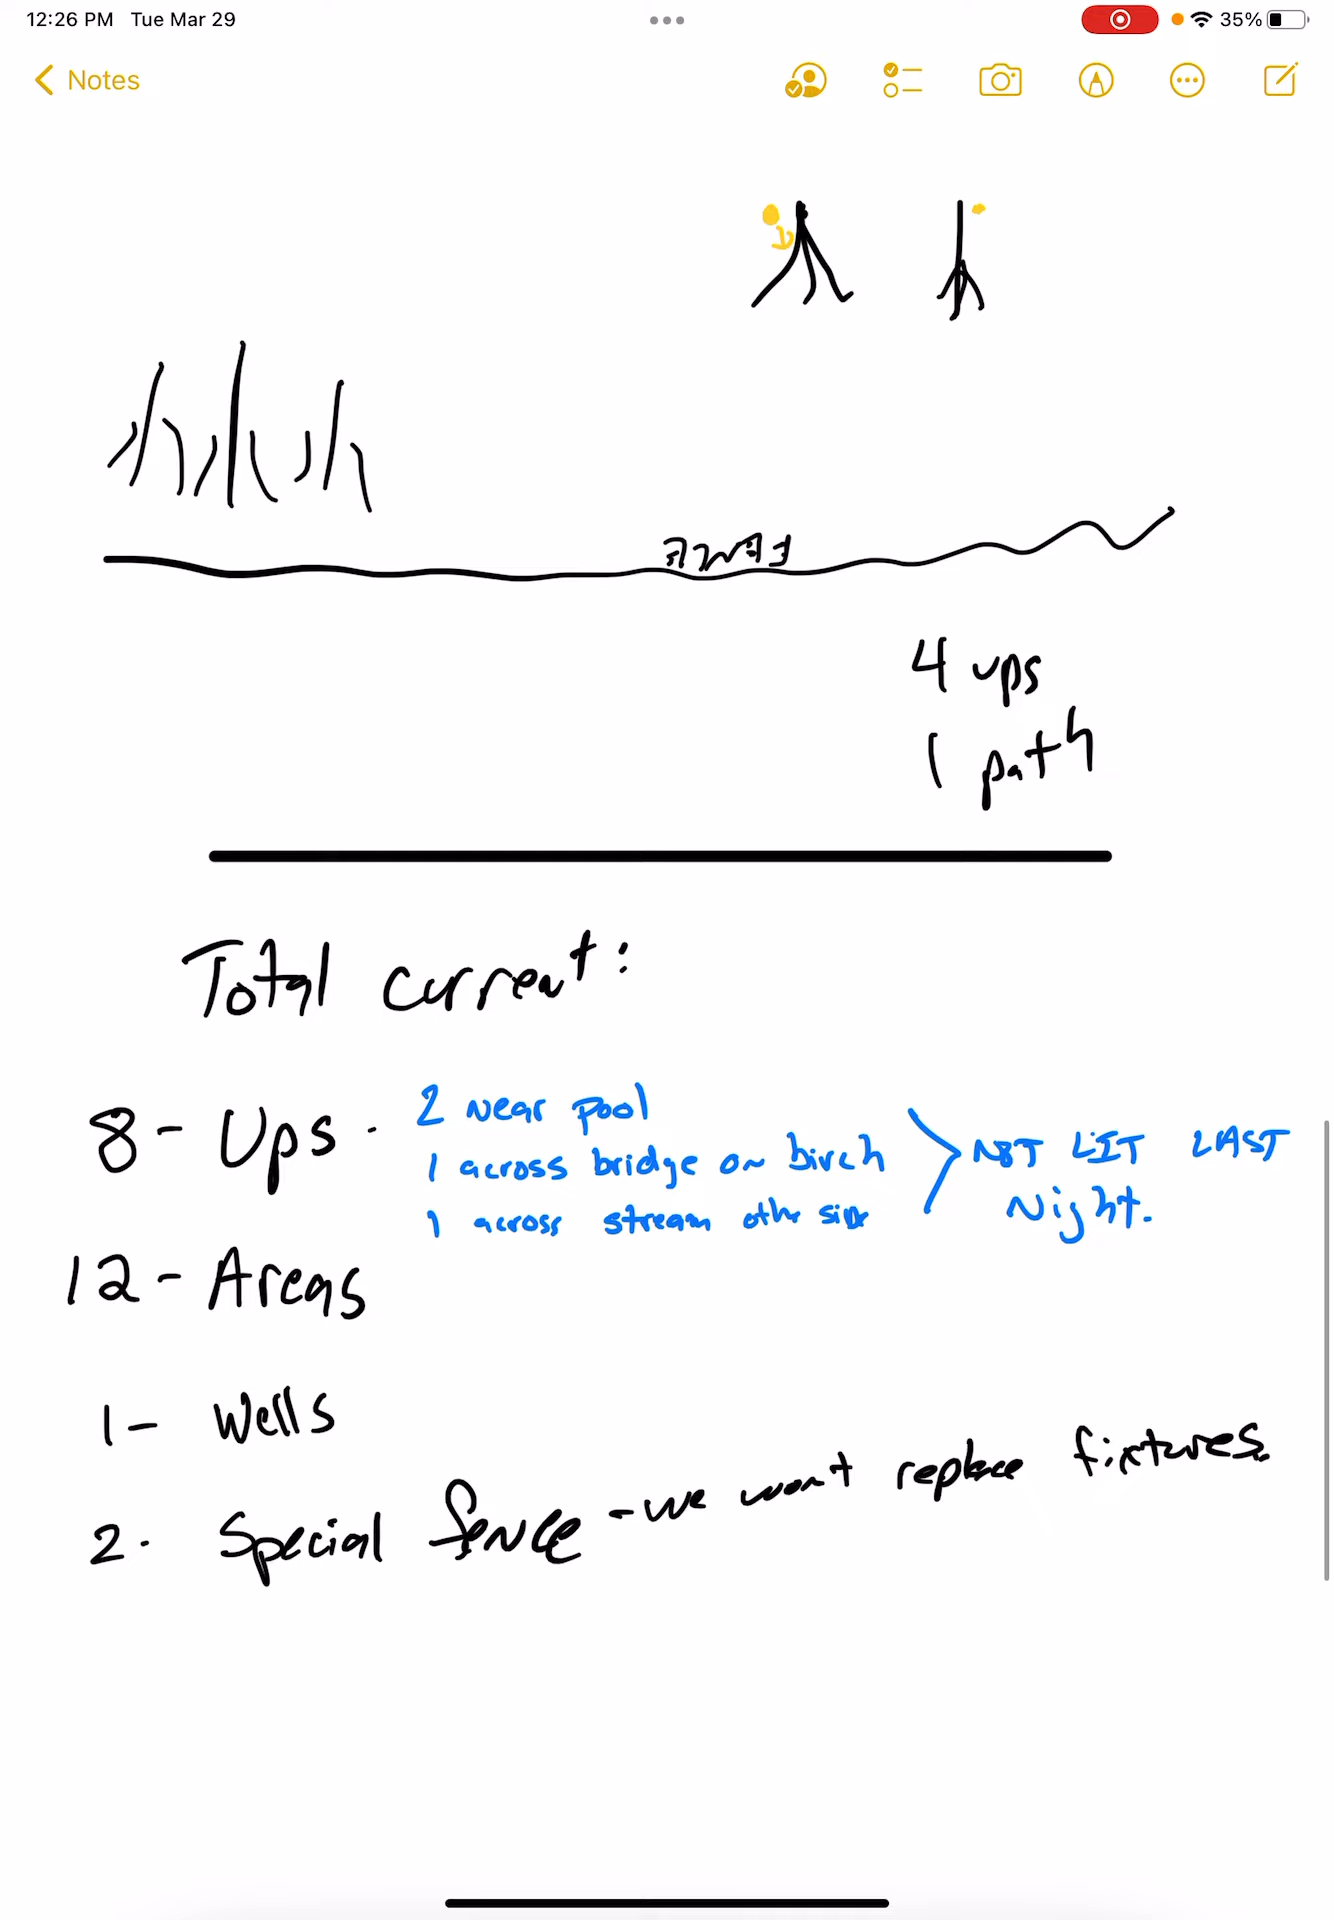 12:26 PM Tue Mar 29
35%
Notes
4 ups
1 path
Total current:
8- Ups. 2 near pool
1 across bridge on birch
1 across stream other side
NOT LIT LAST
Night.
12- Areas
1- Wells
2. Special fence - we won't replace fixtures.